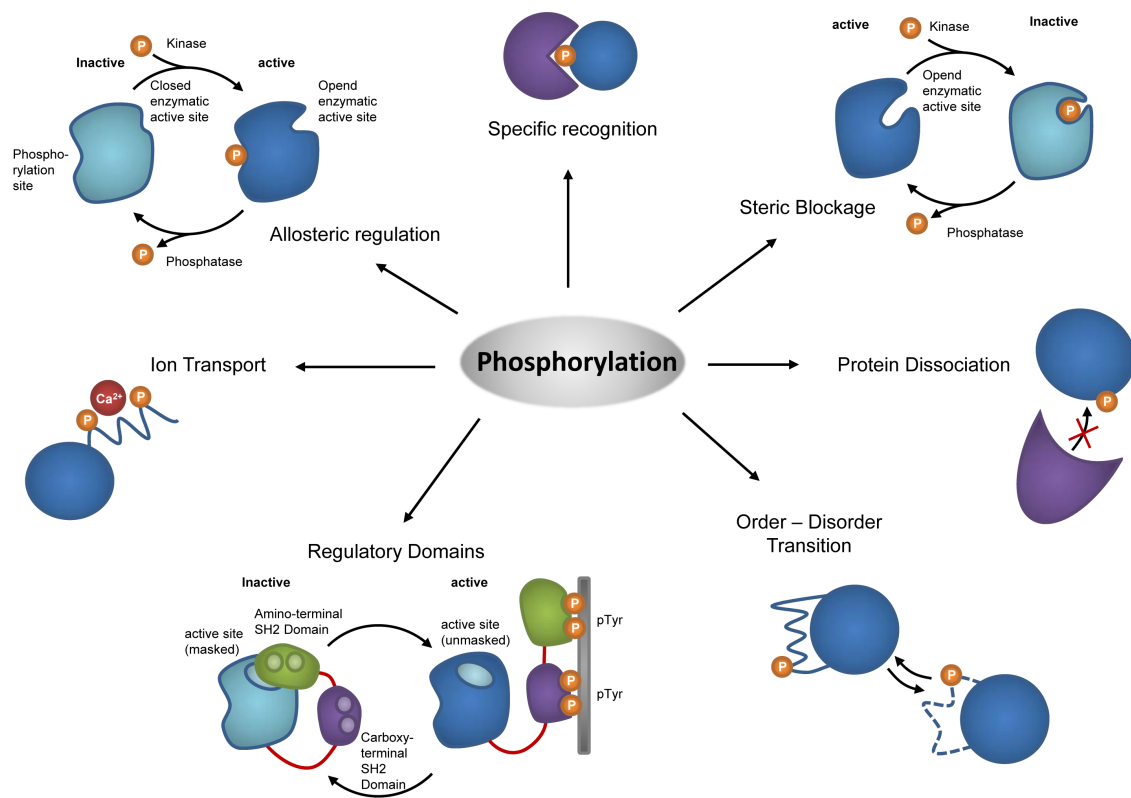 P
Kinase
Inactive
active
Closed
enzymatic
active site
Opend
enzymatic
active site
Phospho-
rylation
site
P
P
Phosphatase
Allosteric regulation
P
Specific recognition
active
P
Kinase
Inactive
Opend
enzymatic
active site
P
P
Phosphatase
Steric Blockage
Phosphorylation
Ion Transport
Ca2+
P
P
Protein Dissociation
P
Regulatory Domains
Inactive
active
Amino-terminal
SH2 Domain
active site
(masked)
active site
(unmasked)
P
P
pTyr
P
P
pTyr
Carboxy-
terminal
SH2
Domain
Order – Disorder
Transition
P
P